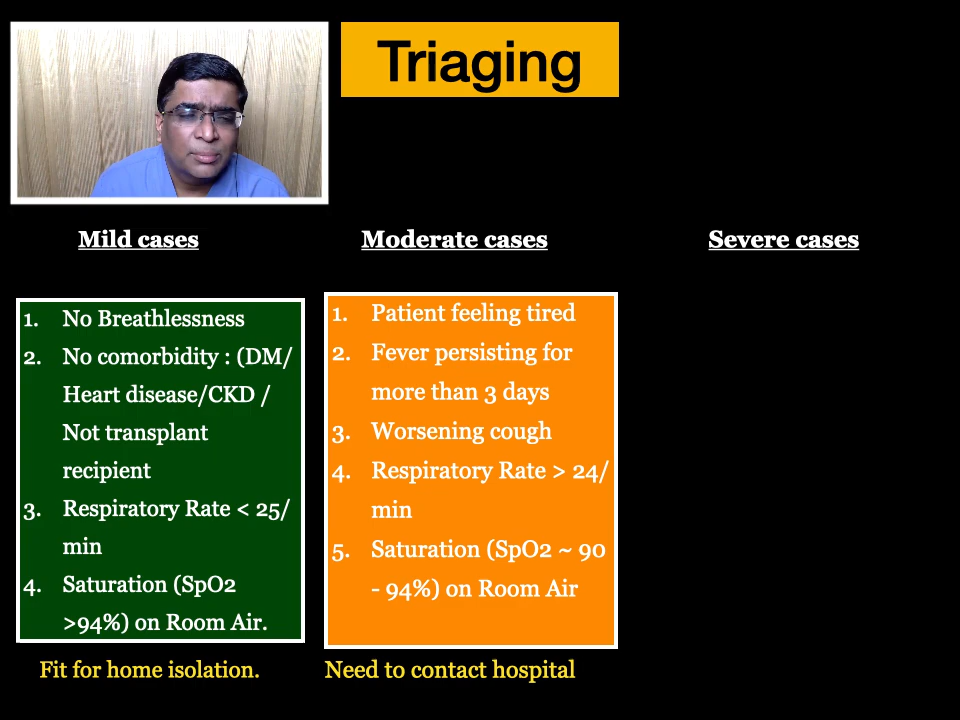 Triaging
Mild cases
Moderate cases
Severe cases
1. No Breathlessness
2. No comorbidity : (DM/
Heart disease/CKD /
Not transplant
recipient
3. Respiratory Rate < 25/
min
4. Saturation (SpO2
>94%) on Room Air.
Fit for home isolation.
1. Patient feeling tired
2. Fever persisting for
more than 3 days
3. Worsening cough
4. Respiratory Rate > 24/
min
5. Saturation (SpO2 ~ 90
- 94%) on Room Air
Need to contact hospital